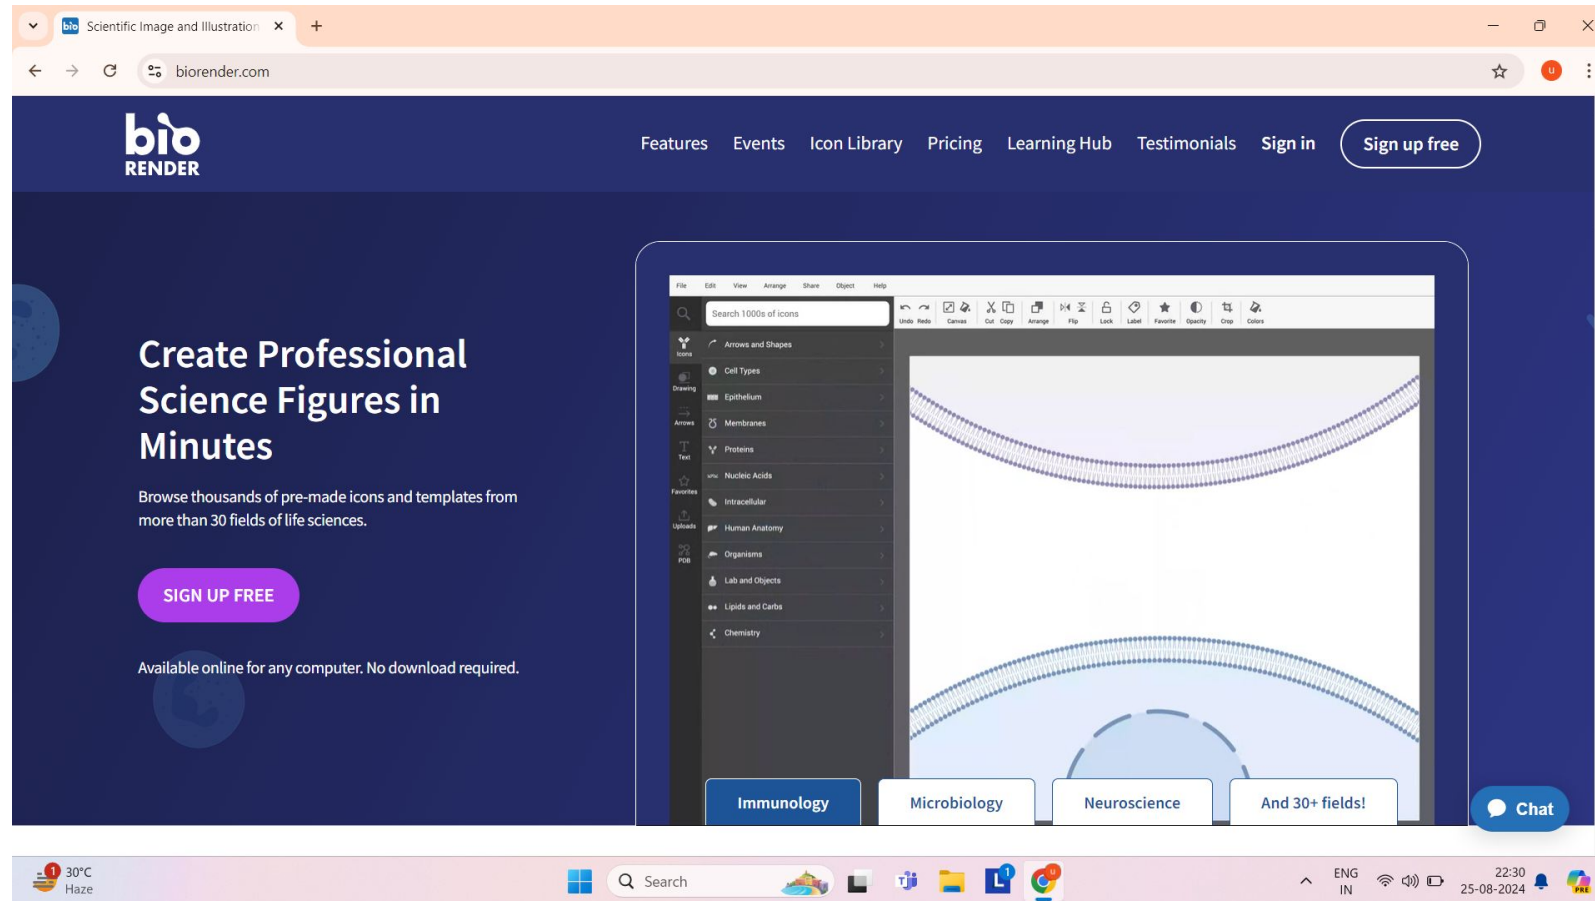 bio
Scientific Image and Illustration
biorender.com
u
bio
RENDER
Features Events Icon Library Pricing Learning Hub Testimonials Sign in Sign up free
Create Professional
Science Figures in
Minutes
Browse thousands of pre-made icons and templates from
more than 30 fields of life sciences.
SIGN UP FREE
Available online for any computer. No download required.
File Edit View Arrange Share Object Help
Search 1000s of icons
Undo Redo Canvas Cut Copy Arrange Flip Lock Label Favorite Opacity Crop Colors
Icons
Drawing
Arrows
Text
Favorites
Uploads
PDB
Arrows and Shapes
Cell Types
Epithelium
Membranes
Proteins
Nucleic Acids
Intracellular
Human Anatomy
Organisms
Lab and Objects
Lipids and Carbs
Chemistry
Immunology Microbiology Neuroscience And 30+ fields!
Chat
1
30°C
Haze
Search
L
1
u
ENG
IN
22:30
25-08-2024
PRE